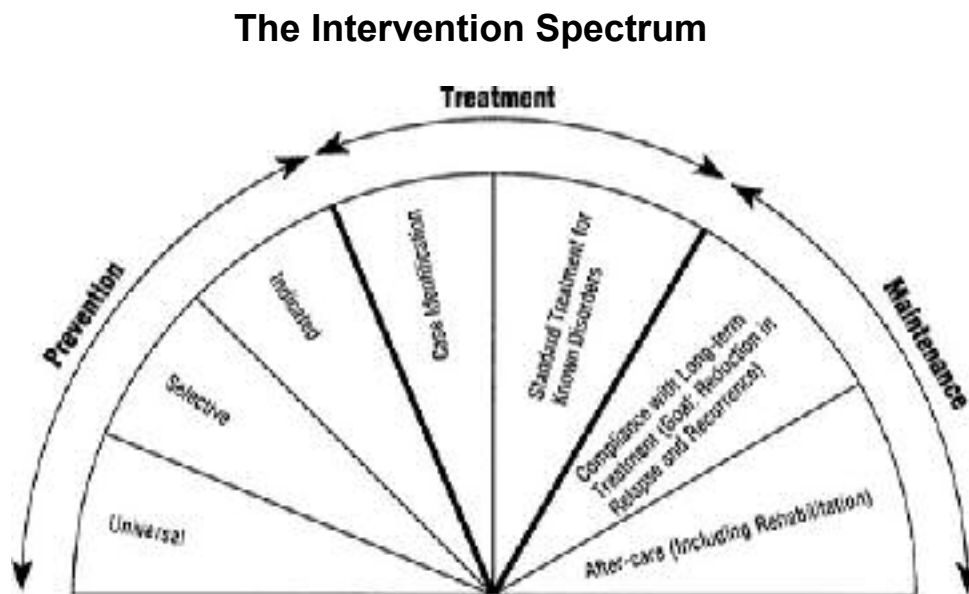 The Intervention Spectrum
Treatment
Prevention
Maintenance
Universal
Selective
Indicated
Case Identification
Standard Treatment for
Known Disorders
Compliance with Long-term
Treatment (Goal: Reduction in
Relapse and Recurrence)
After-care (Including Rehabilitation)